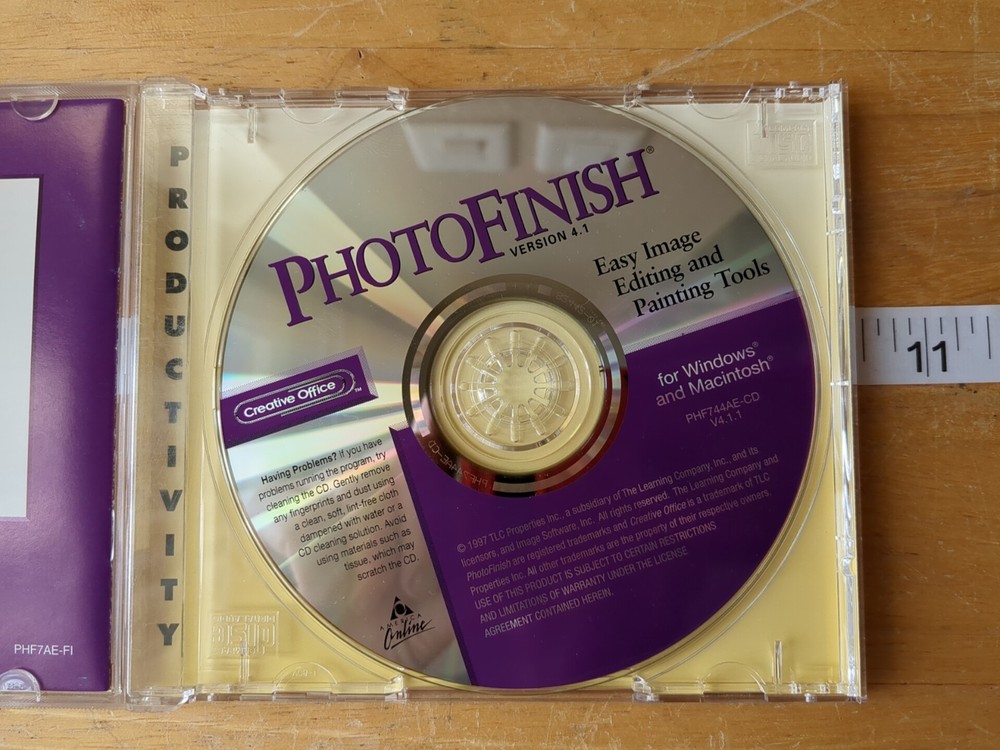 PRODUCTIVITY
PHF7AE-FI
PHOTOFINISH®
VERSION 4.1
Easy Image
Editing and
Painting Tools
for Windows®
and Macintosh®
PHF744AE-CD
V4.1.1
Creative Office™
Having Problems? If you have
problems running the program, try
cleaning the CD. Gently remove
any fingerprints and dust using
a clean, soft, lint-free cloth
dampened with water or a
CD cleaning solution. Avoid
using materials such as
tissue, which may
scratch the CD.
AMERICA
Online
© 1997 TLC Properties Inc., a subsidiary of The Learning Company, Inc., and its
licensors, and Image Software, Inc. All rights reserved. The Learning Company and
PhotoFinish are registered trademarks and Creative Office is a trademark of TLC
Properties Inc. All other trademarks are the property of their respective owners.
USE OF THIS PRODUCT IS SUBJECT TO CERTAIN RESTRICTIONS
AND LIMITATIONS OF WARRANTY UNDER THE LICENSE
AGREEMENT CONTAINED HEREIN.
11